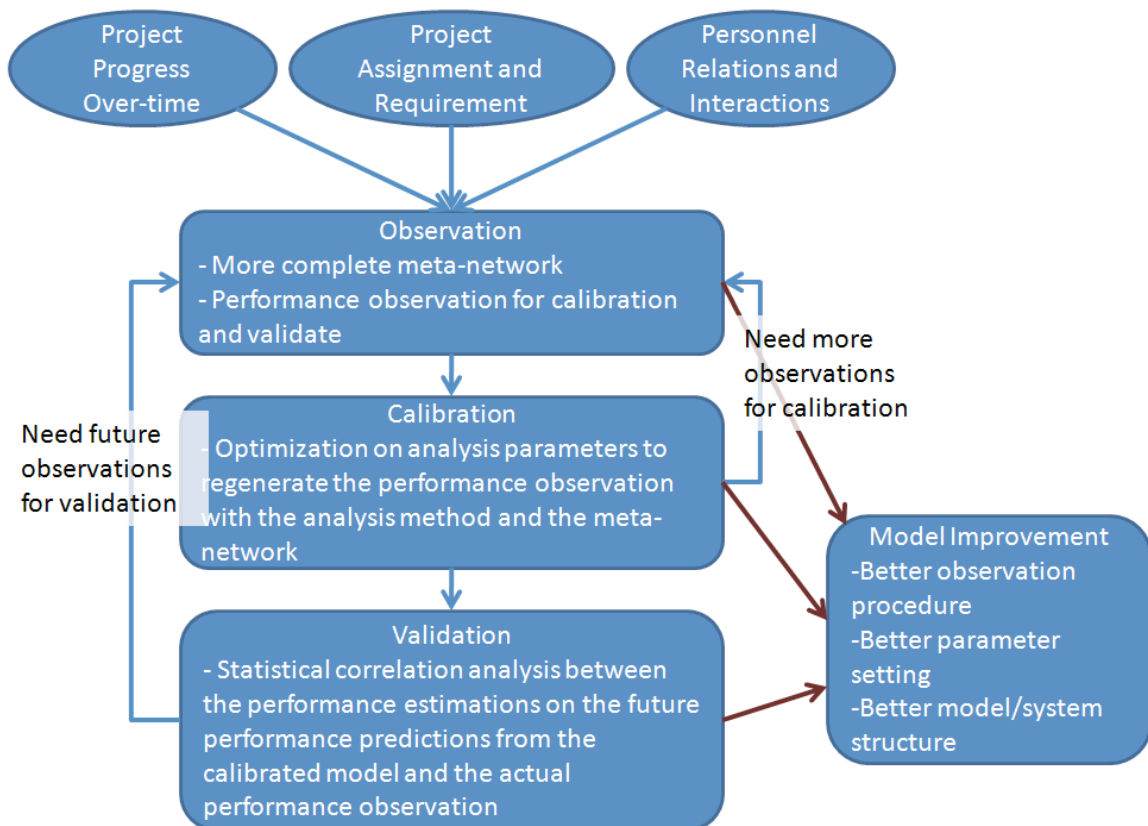 Project
Progress
Over-time
Project
Assignment and
Requirement
Personnel
Relations and
Interactions
Observation
- More complete meta-network
- Performance observation for calibration
and validate
Need more
observations
for calibration
Calibration
- Optimization on analysis parameters to
regenerate the performance observation
with the analysis method and the meta-
network
Need future
observations
for validation
Model Improvement
-Better observation
procedure
-Better parameter
setting
-Better model/system
structure
Validation
- Statistical correlation analysis between
the performance estimations on the future
performance predictions from the
calibrated model and the actual
performance observation